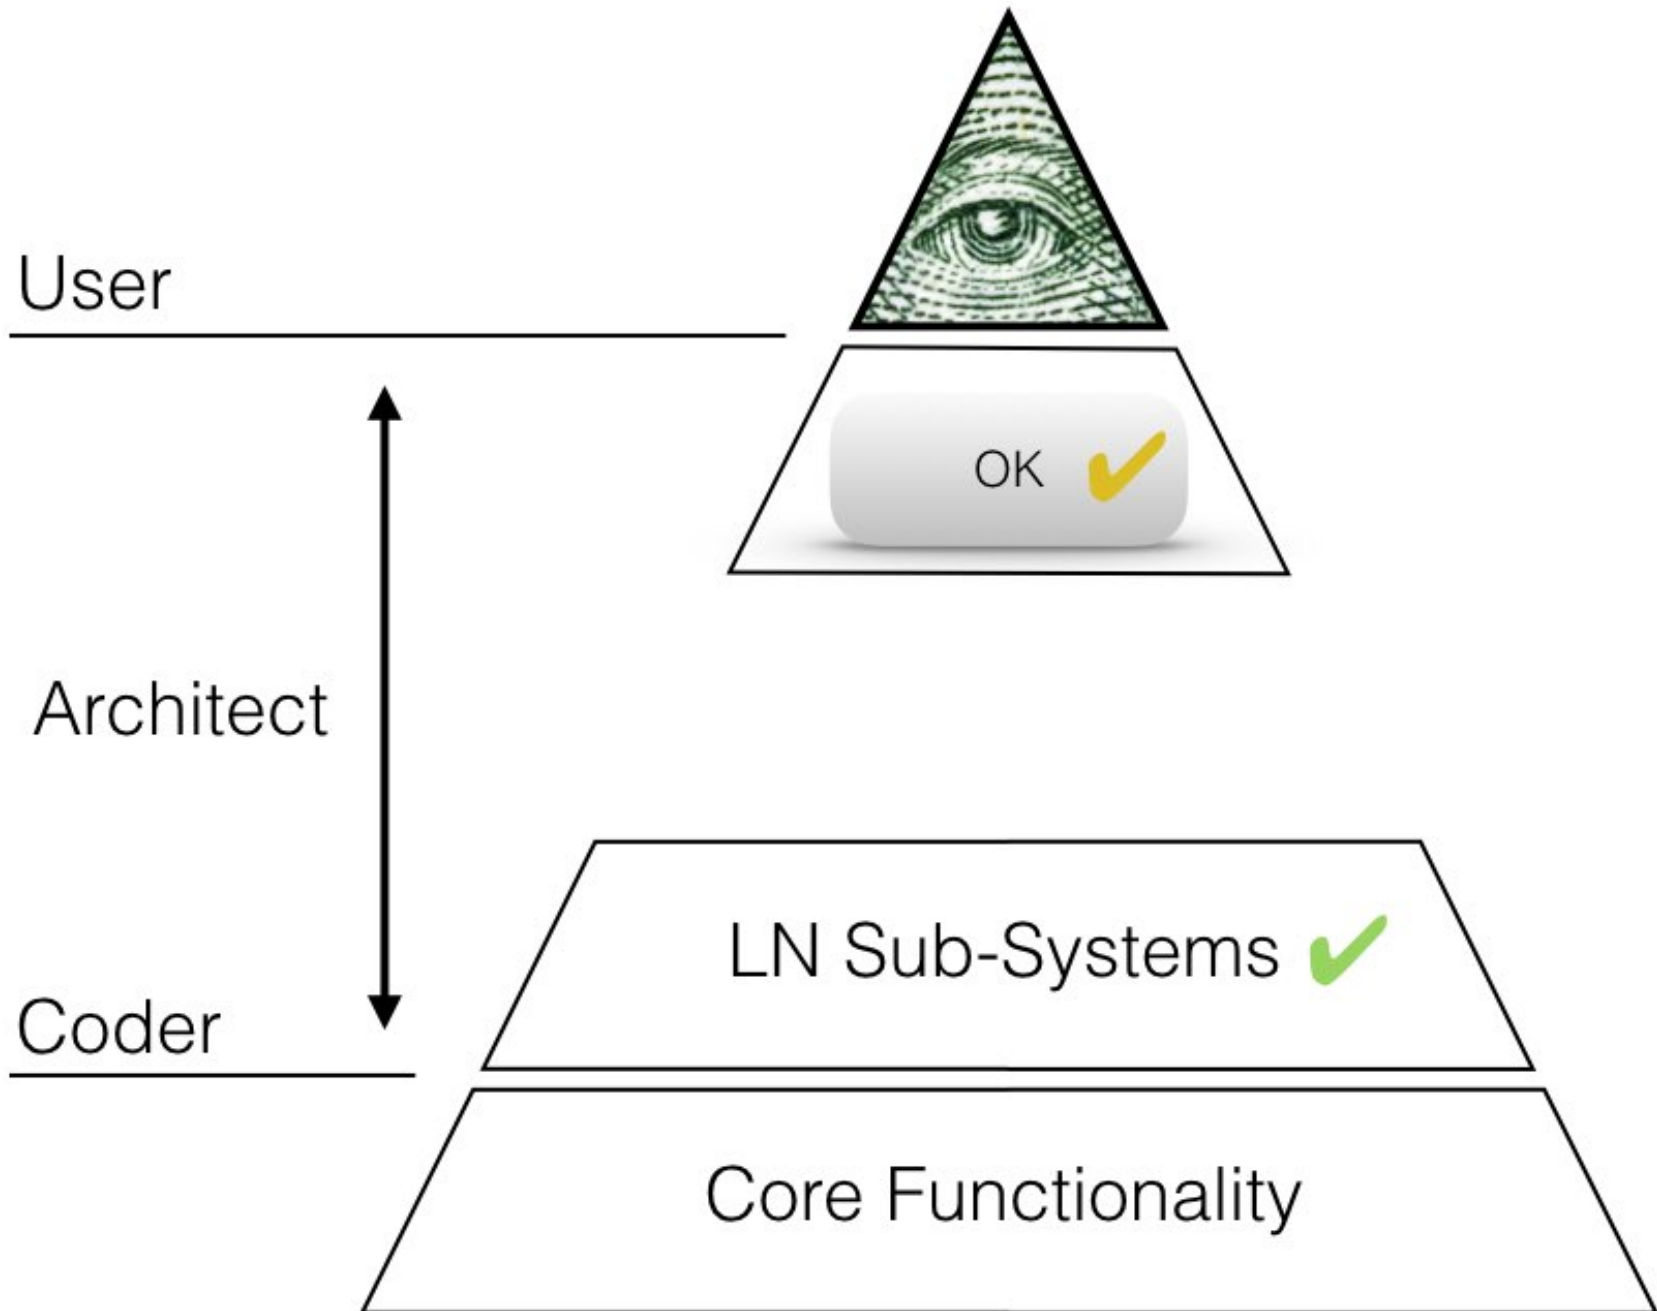 User
OK
Architect
LN Sub-Systems
Coder
Core Functionality